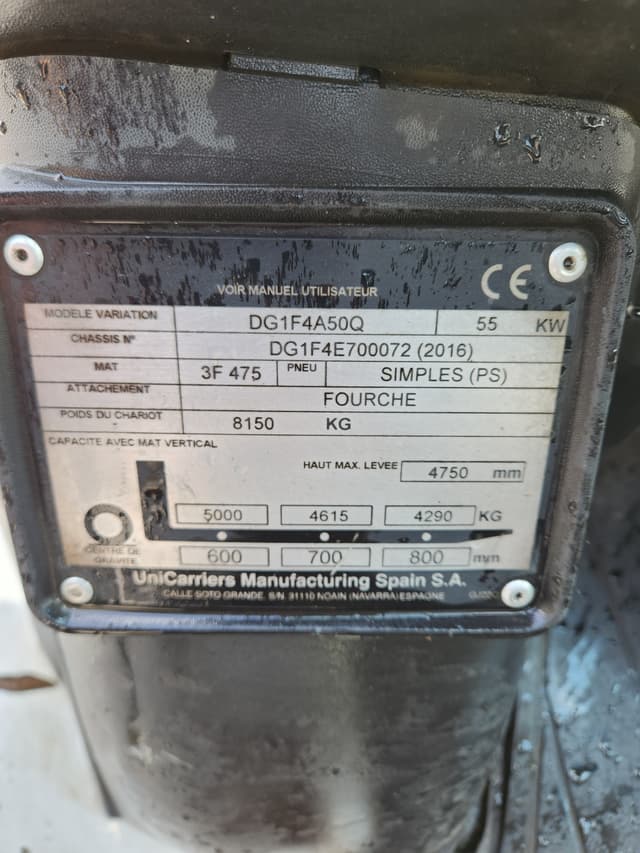 VOIR MANUEL UTILISATEUR CE
MODELE VARIATION DG1F4A50Q 55 KW
CHASSIS N° DG1F4E700072 (2016)
MAT 3F 475 PNEU SIMPLES (PS)
ATTACHEMENT FOURCHE
POIDS DU CHARIOT 8150 KG
CAPACITE AVEC MAT VERTICAL
HAUT MAX. LEVEE 4750 mm
5000 4615 4290 KG
CENTRE DE GRAVITE 600 700 800 mm
UniCarriers Manufacturing Spain S.A.
CALLE SOTO GRANDE S/N 31110 NOAIN (NAVARRA) ESPAGNE